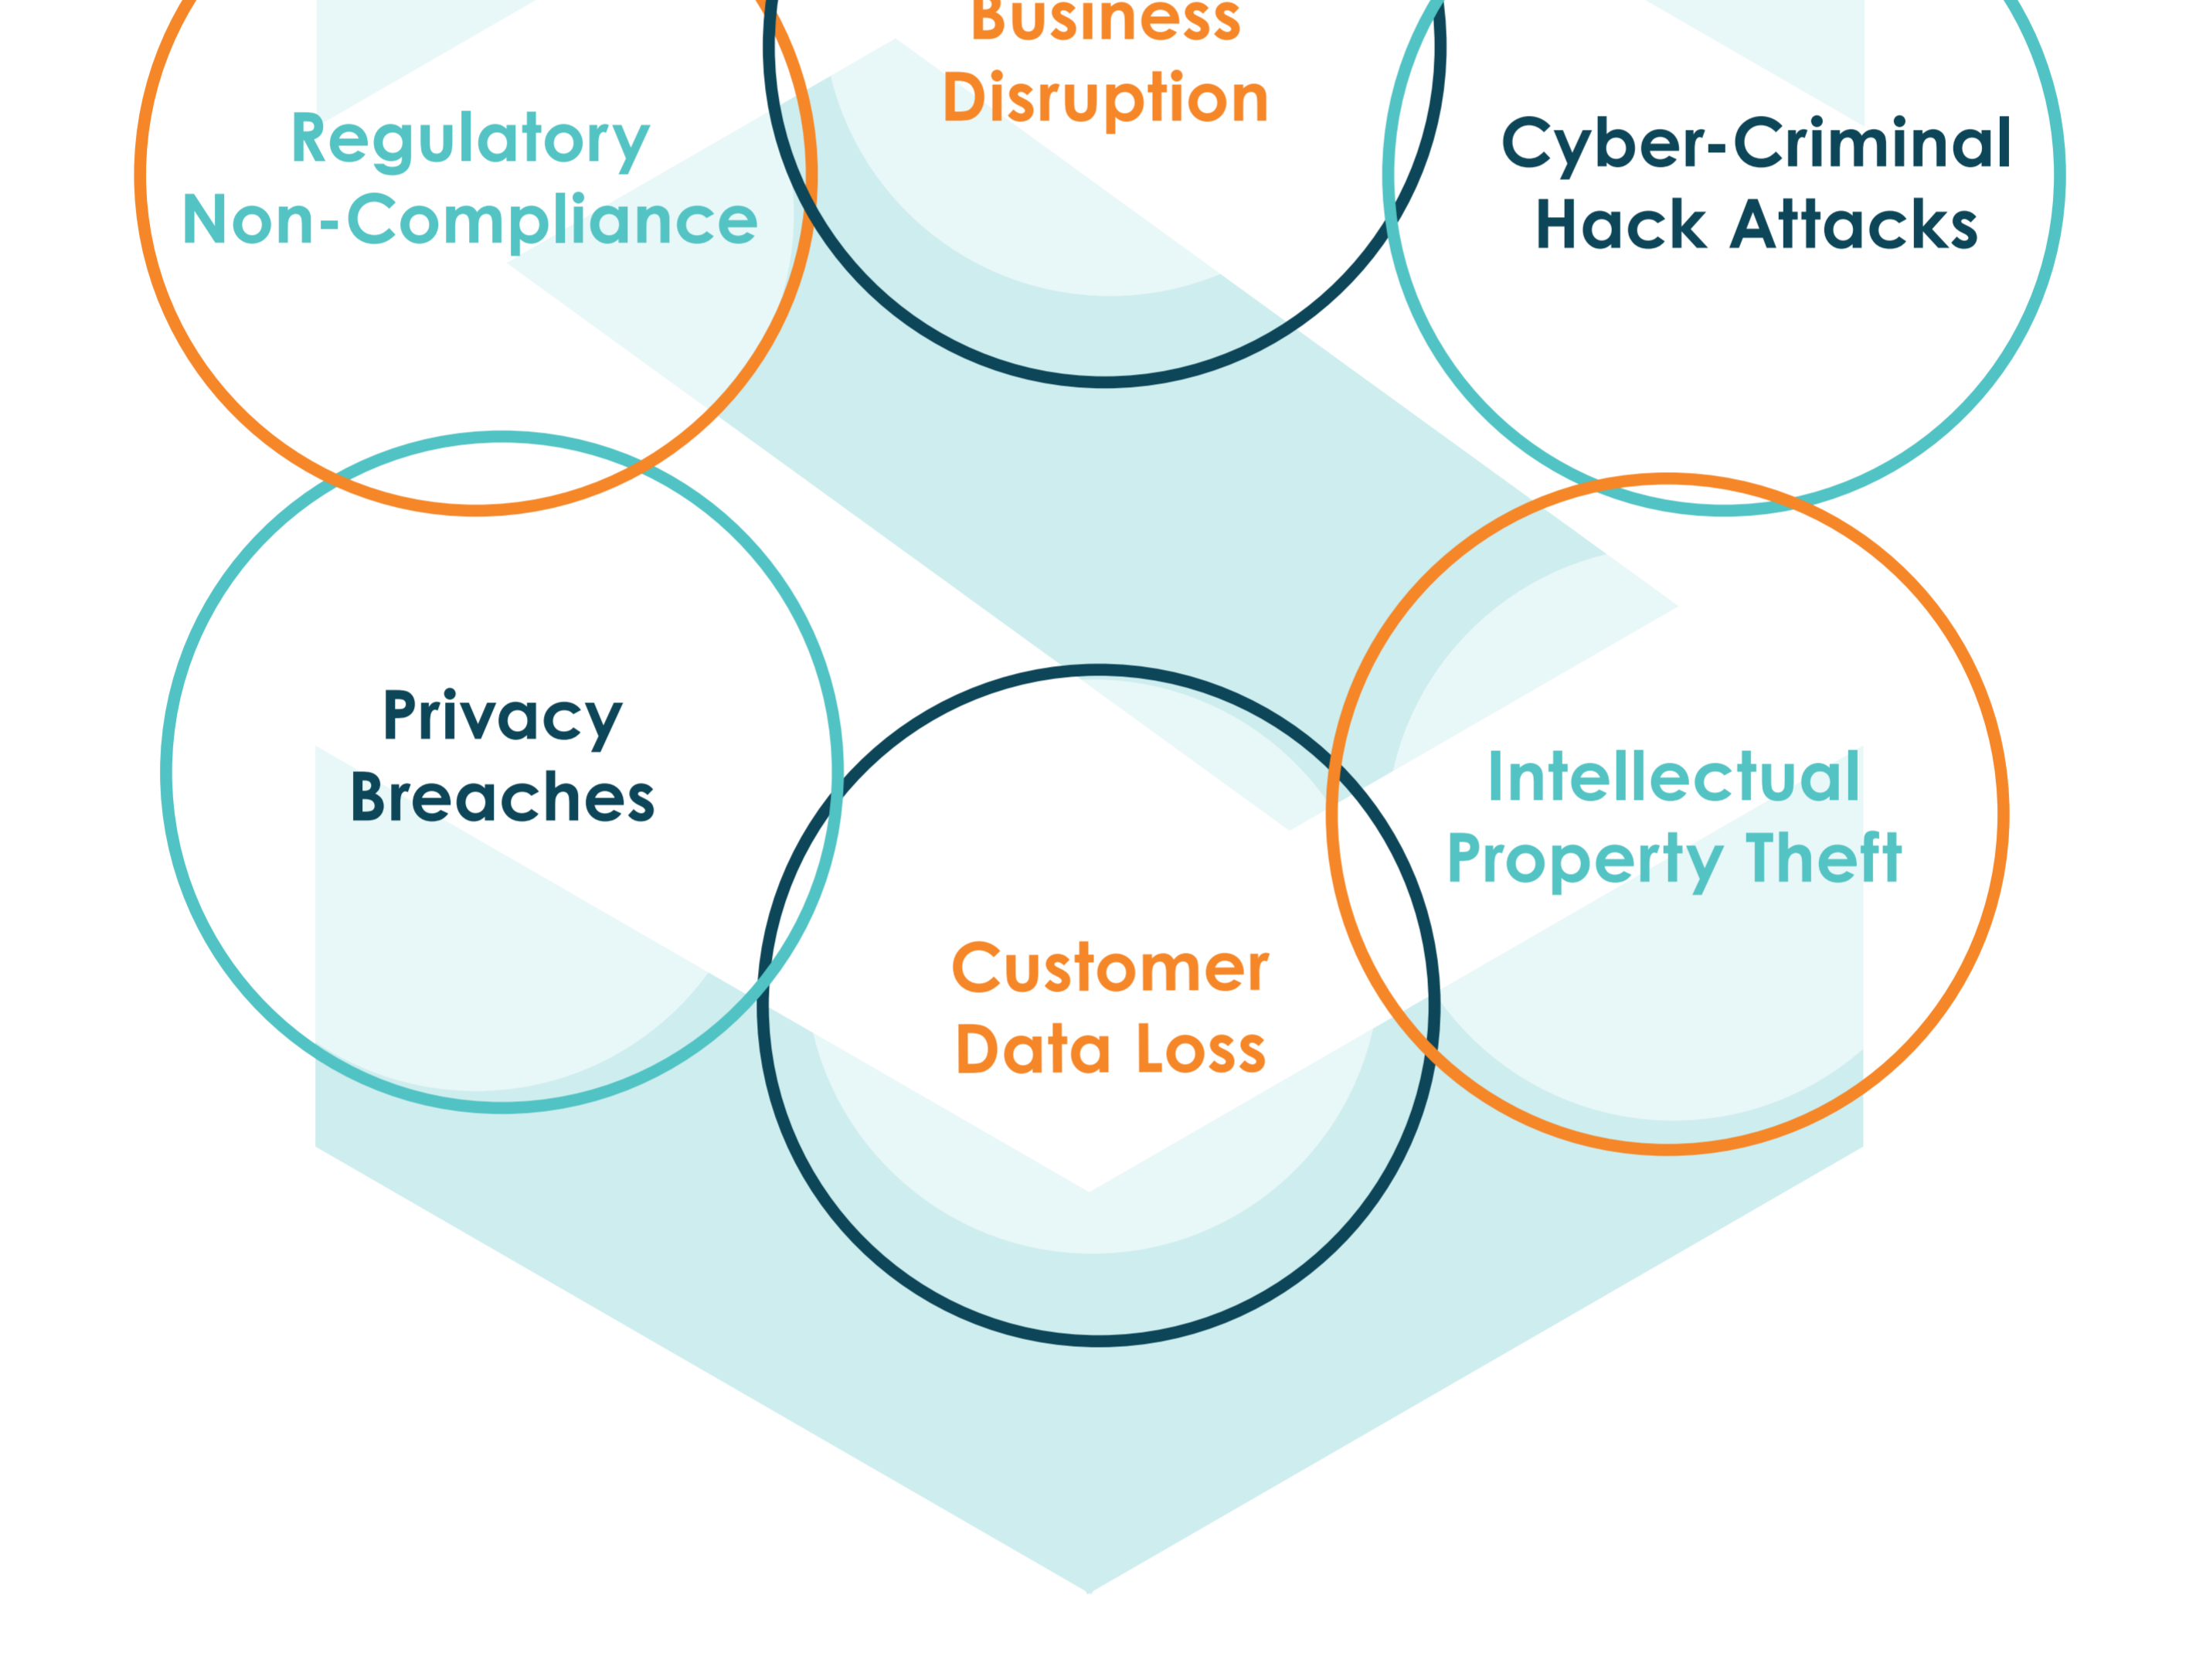 Business
Disruption
Regulatory
Non-Compliance
Cyber-Criminal
Hack Attacks
Privacy
Breaches
Intellectual
Property Theft
Customer
Data Loss